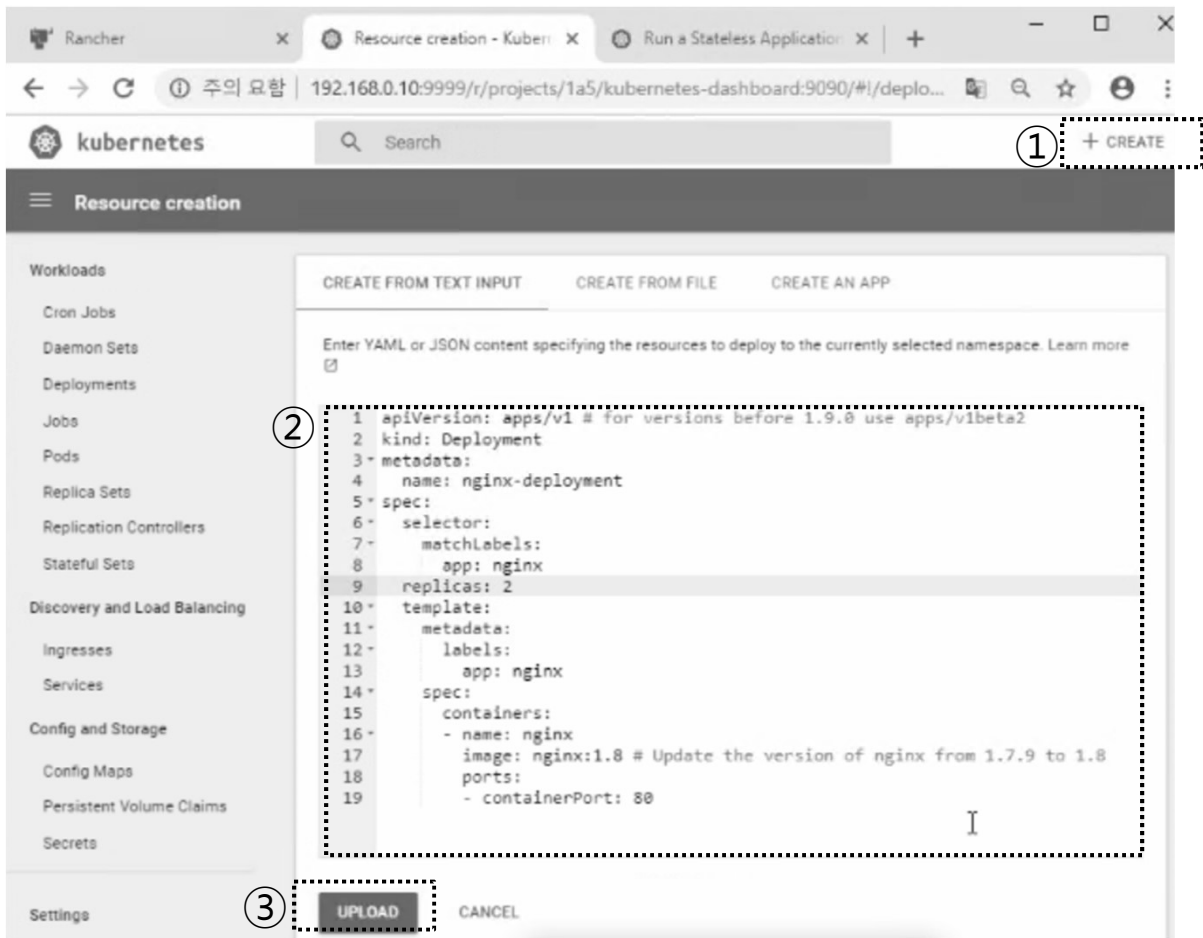 Rancher
Resource creation - Kuber
Run a Stateless Application
주의 요함
192.168.0.10:9999/r/projects/1a5/kubernetes-dashboard:9090/#!/deplo...
kubernetes
Search
① + CREATE
Resource creation
Workloads
Cron Jobs
Daemon Sets
Deployments
Jobs
Pods
Replica Sets
Replication Controllers
Stateful Sets
Discovery and Load Balancing
Ingresses
Services
Config and Storage
Config Maps
Persistent Volume Claims
Secrets
Settings
CREATE FROM TEXT INPUT CREATE FROM FILE CREATE AN APP
Enter YAML or JSON content specifying the resources to deploy to the currently selected namespace. Learn more
②
1 apiVersion: apps/v1 # for versions before 1.9.0 use apps/v1beta2
2 kind: Deployment
3 metadata:
4   name: nginx-deployment
5 spec:
6   selector:
7     matchLabels:
8       app: nginx
9   replicas: 2
10   template:
11     metadata:
12       labels:
13         app: nginx
14     spec:
15       containers:
16       - name: nginx
17         image: nginx:1.8 # Update the version of nginx from 1.7.9 to 1.8
18         ports:
19         - containerPort: 80
③ UPLOAD CANCEL